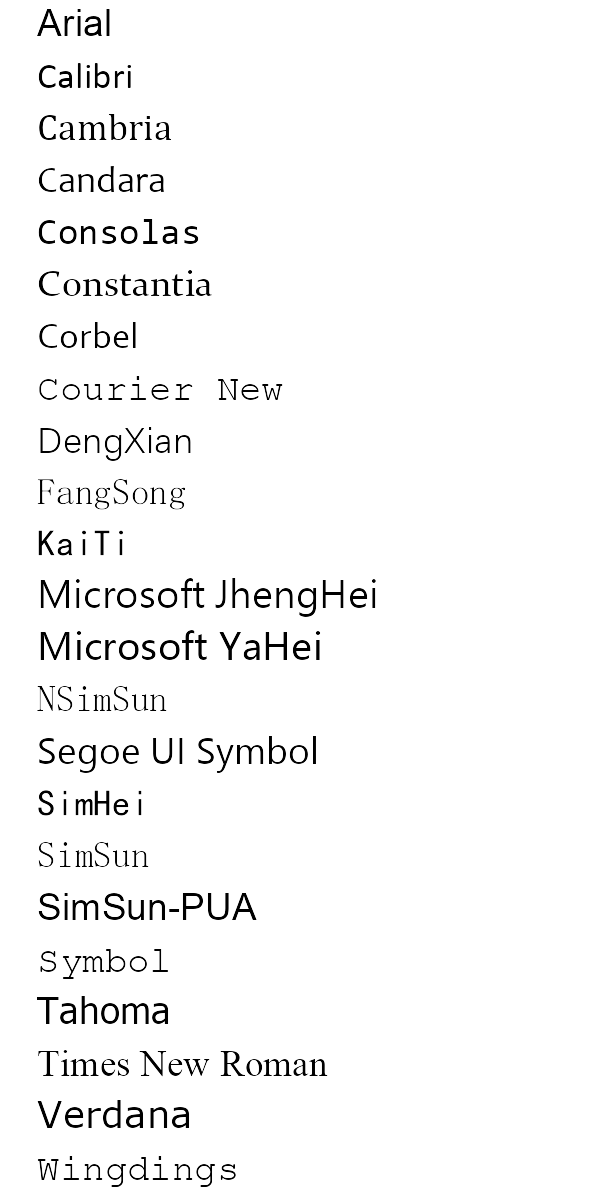 Arial
Calibri
Cambria
Candara
Consolas
Constantia
Corbel
Courier New
DengXian
FangSong
KaiTi
Microsoft JhengHei
Microsoft YaHei
NSimSun
Segoe UI Symbol
SimHei
SimSun
SimSun-PUA
Symbol
Tahoma
Times New Roman
Verdana
Wingdings